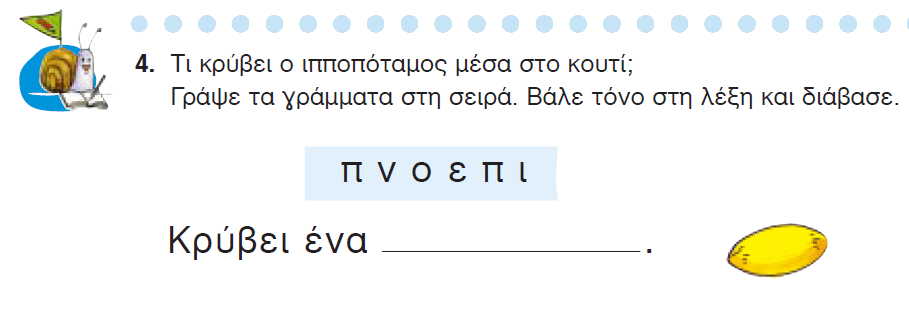 4. Τι κρύβει ο ιπποπόταμος μέσα στο κουτί;
Γράψε τα γράμματα στη σειρά. Βάλε τόνο στη λέξη και διάβασε.
π ν ο ε π ι
Κρύβει ένα ____________________ .